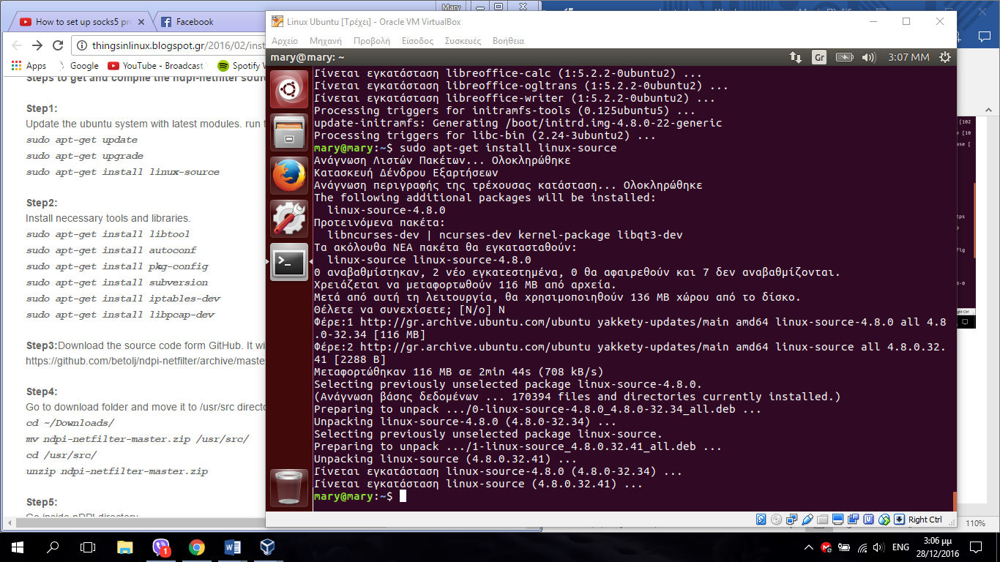 Mary
How to set up socks5 pr
Facebook
thingsinlinux.blogspot.gr/2016/02/inst
Apps
Google
YouTube - Broadcast
Spotify W
Steps to get and compile the ndpi-netfilter sour
Step1:
Update the ubuntu system with latest modules. run t
sudo apt-get update
sudo apt-get upgrade
sudo apt-get install linux-source
Step2:
Install necessary tools and libraries.
sudo apt-get install libtool
sudo apt-get install autoconf
sudo apt-get install pkg-config
sudo apt-get install subversion
sudo apt-get install iptables-dev
sudo apt-get install libpcap-dev
Step3:Download the source code form GitHub. It wi
https://github.com/betolj/ndpi-netfilter/archive/maste
Step4:
Go to download folder and move it to /usr/src directo
cd ~/Downloads/
mv ndpi-netfilter-master.zip /usr/src/
cd /usr/src/
unzip ndpi-netfilter-master.zip
Step5:
Go inside nDPI directory
Linux Ubuntu [Τρέχει] - Oracle VM VirtualBox
Αρχείο Μηχανή Προβολή Είσοδος Συσκευές Βοήθεια
mary@mary: ~
Gr
3:07 ΜΜ
Γίνεται εγκατάσταση libreoffice-calc (1:5.2.2-0ubuntu2) ...
Γίνεται εγκατάσταση libreoffice-ogltrans (1:5.2.2-0ubuntu2) ...
Γίνεται εγκατάσταση libreoffice-writer (1:5.2.2-0ubuntu2) ...
Processing triggers for initramfs-tools (0.125ubuntu5) ...
update-initramfs: Generating /boot/initrd.img-4.8.0-22-generic
Processing triggers for libc-bin (2.24-3ubuntu2) ...
mary@mary:~$ sudo apt-get install linux-source
Ανάγνωση Λιστών Πακέτων... Ολοκληρώθηκε
Κατασκευή Δένδρου Εξαρτήσεων
Ανάγνωση περιγραφής της τρέχουσας κατάσταση... Ολοκληρώθηκε
The following additional packages will be installed:
linux-source-4.8.0
Προτεινόμενα πακέτα:
libncurses-dev | ncurses-dev kernel-package libqt3-dev
Τα ακόλουθα ΝΕΑ πακέτα θα εγκατασταθούν:
linux-source linux-source-4.8.0
0 αναβαθμίστηκαν, 2 νέο εγκατεστημένα, 0 θα αφαιρεθούν και 7 δεν αναβαθμίζονται.
Χρειάζεται να μεταφορτωθούν 116 MB από αρχεία.
Μετά από αυτή τη λειτουργία, θα χρησιμοποιηθούν 136 MB χώρου από το δίσκο.
Θέλετε να συνεχίσετε; [Ν/ο] Ν
Φέρε:1 http://gr.archive.ubuntu.com/ubuntu yakkety-updates/main amd64 linux-source-4.8.0 all 4.8
.0-32.34 [116 MB]
Φέρε:2 http://gr.archive.ubuntu.com/ubuntu yakkety-updates/main amd64 linux-source all 4.8.0.32.
41 [2288 B]
Μεταφορτώθηκαν 116 MB σε 2min 44s (708 kB/s)
Selecting previously unselected package linux-source-4.8.0.
(Ανάγνωση βάσης δεδομένων ... 170394 files and directories currently installed.)
Preparing to unpack .../0-linux-source-4.8.0_4.8.0-32.34_all.deb ...
Unpacking linux-source-4.8.0 (4.8.0-32.34) ...
Selecting previously unselected package linux-source.
Preparing to unpack .../1-linux-source_4.8.0.32.41_all.deb ...
Unpacking linux-source (4.8.0.32.41) ...
Γίνεται εγκατάσταση linux-source-4.8.0 (4.8.0-32.34) ...
Γίνεται εγκατάσταση linux-source (4.8.0.32.41) ...
mary@mary:~$
Right Ctrl
110%
1
ENG
3:06 μμ
28/12/2016